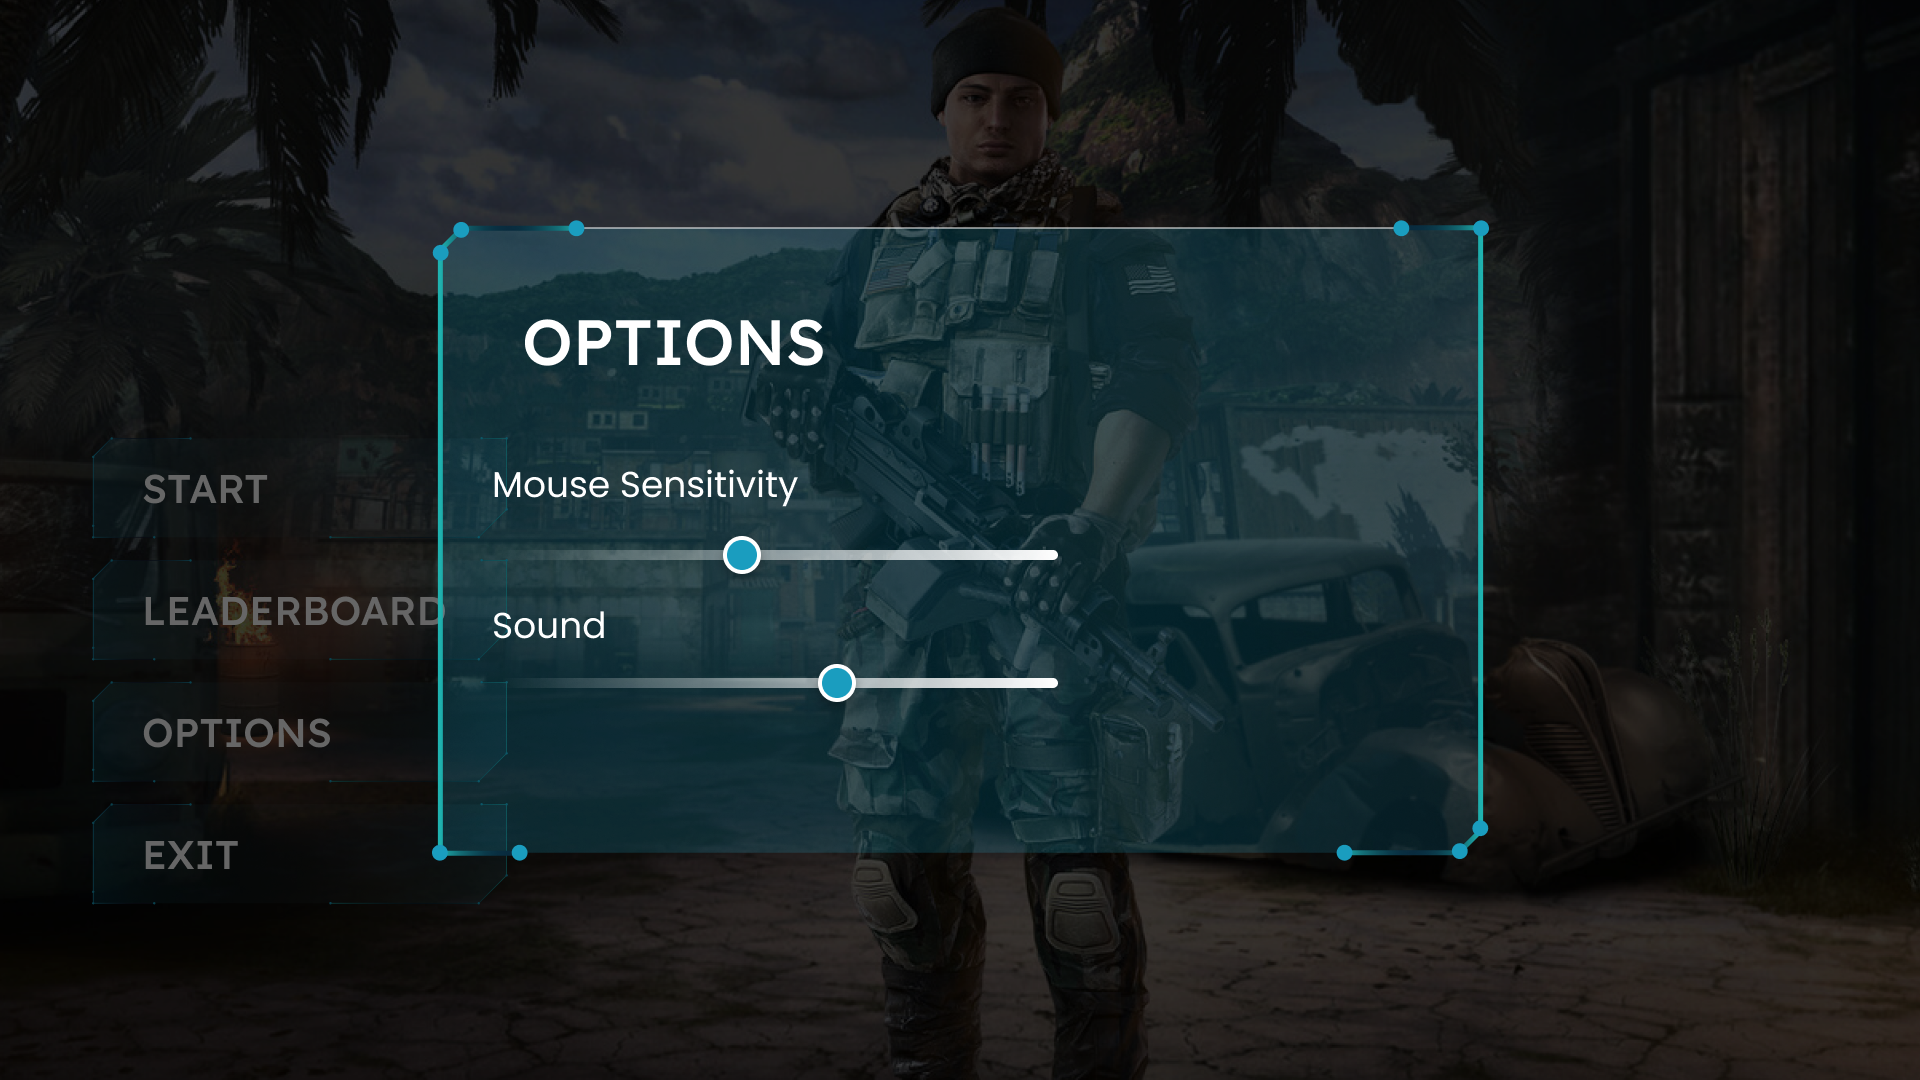 OPTIONS
Mouse Sensitivity
Sound
START
LEADERBOARD
OPTIONS
EXIT